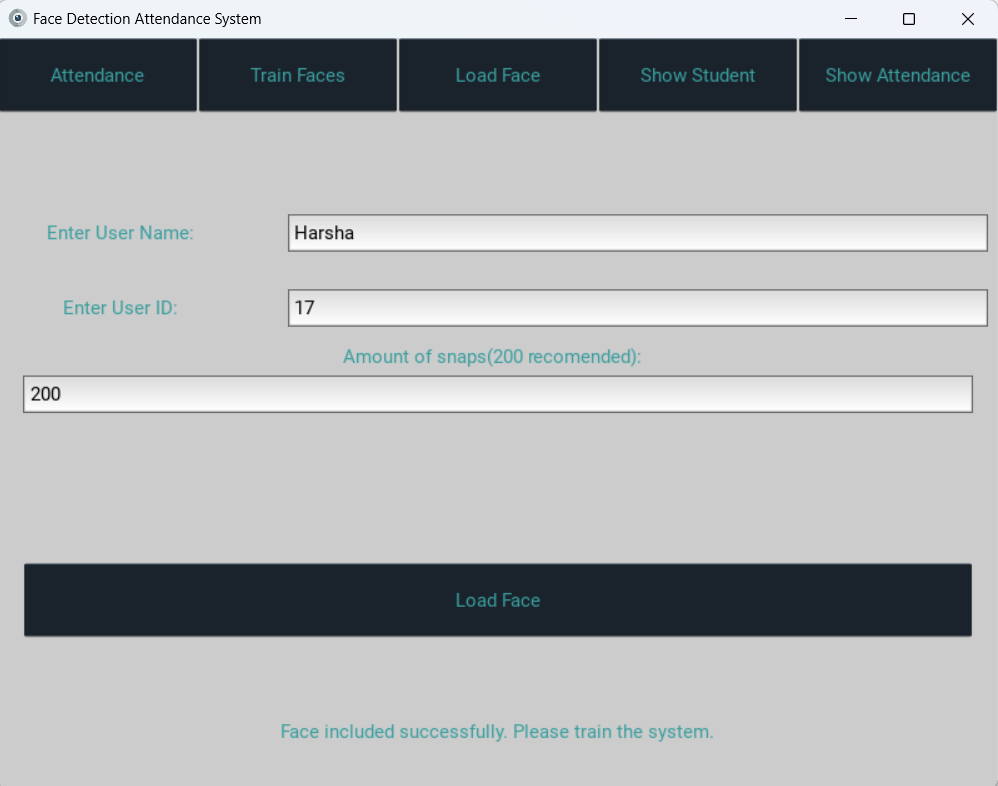 Face Detection Attendance System
Attendance Train Faces Load Face Show Student Show Attendance
Enter User Name: Harsha
Enter User ID: 17
Amount of snaps(200 recomended):
200
Load Face
Face included successfully. Please train the system.